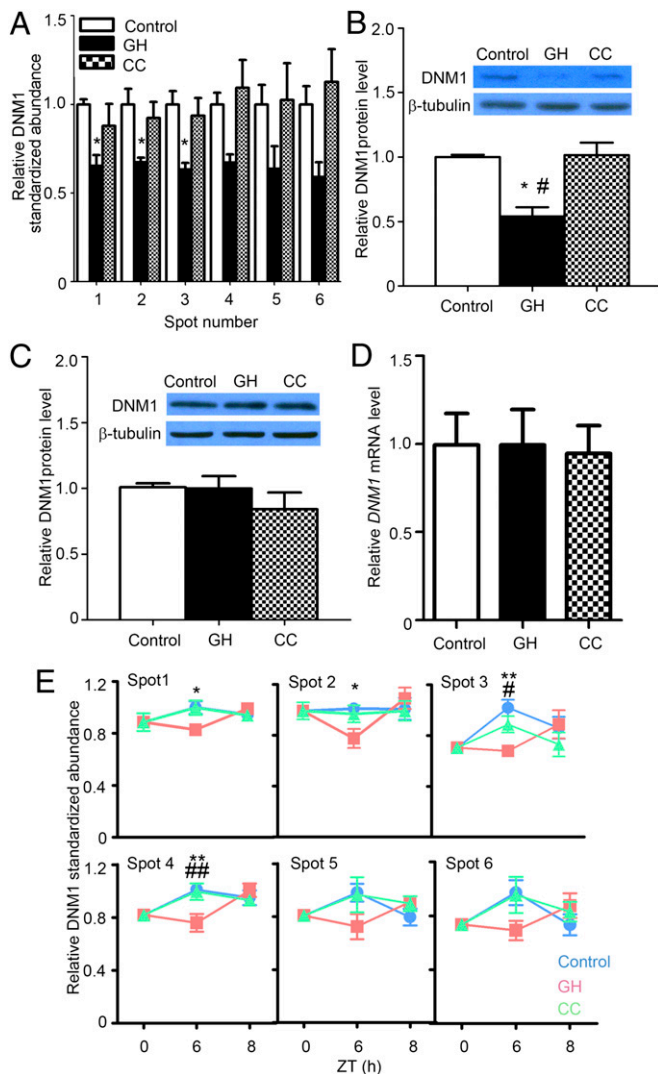 A
Relative DNM1
standardized abundance
1.5
1.0
0.5
0
Control
GH
CC
* * *
1 2 3 4 5 6
Spot number
B
Relative DNM1protein level
2.0
1.5
1.0
0.5
0
Control GH CC
DNM1
β-tubulin
* #
Control GH CC
C
Relative DNM1protein level
2.0
1.5
1.0
0.5
0
Control GH CC
DNM1
β-tubulin
Control GH CC
D
Relative DNM1 mRNA level
1.5
1.0
0.5
0
Control GH CC
E
Relative DNM1 standardized abundance
1.2
0.8
0.4
0
Spot1
*
Spot 2
*
Spot 3
**
#
1.2
0.8
0.4
0
Spot 4
**
##
Spot 5
Spot 6
Control
GH
CC
0 6 8 0 6 8 0 6 8
ZT (h)